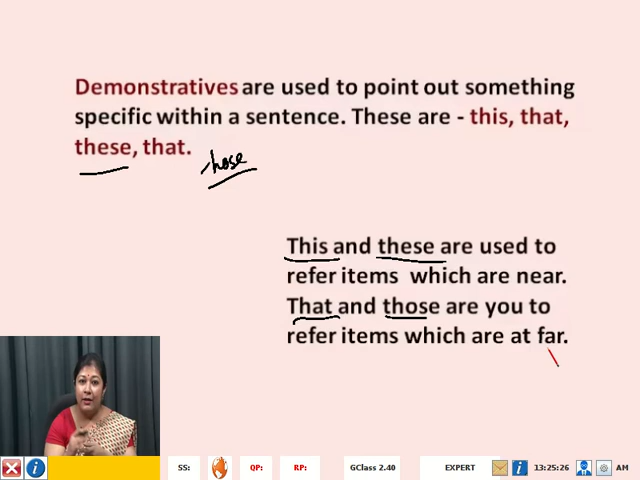 Demonstratives are used to point out something
specific within a sentence. These are - this, that,
these, that.
those
This and these are used to
refer items which are near.
That and those are you to
refer items which are at far.
SS:
QP:
RP:
GClass 2.40
EXPERT
13:25:26
AM